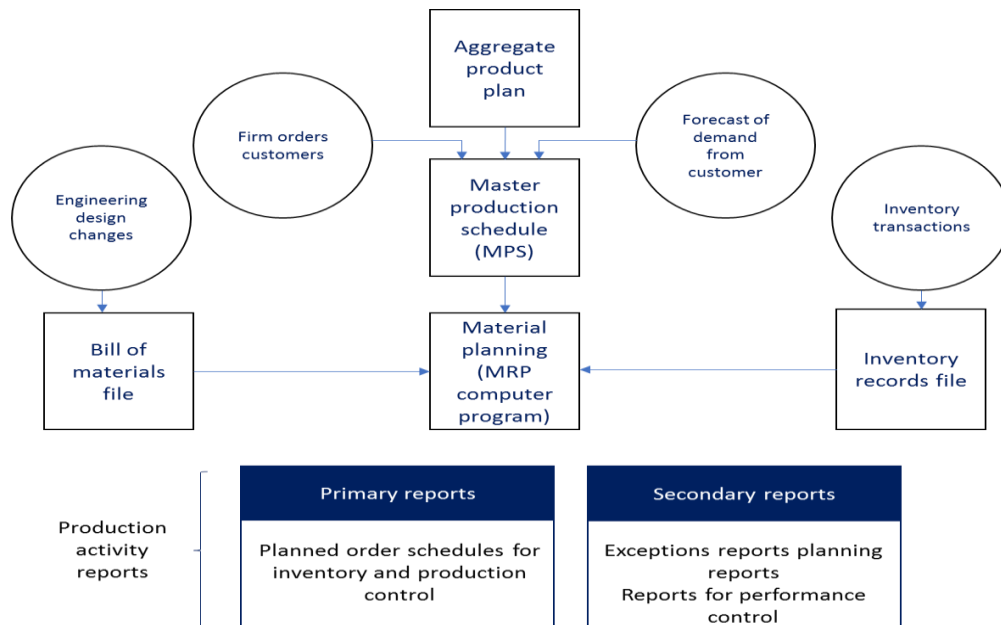 Aggregate
product
plan
Firm orders
customers
Forecast of
demand
from
customer
Engineering
design
changes
Master
production
schedule
(MPS)
Inventory
transactions
Bill of
materials
file
Material
planning
(MRP
computer
program)
Inventory
records file
Production
activity
reports
Primary reports
Planned order schedules for
inventory and production
control
Secondary reports
Exceptions reports planning
reports
Reports for performance
control